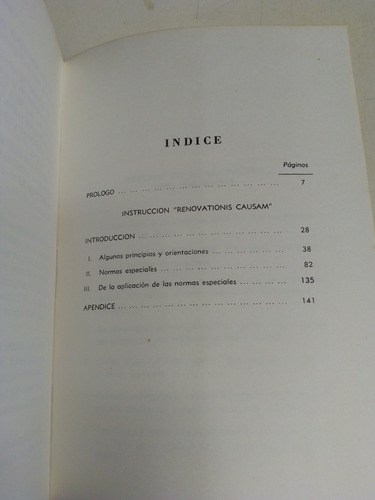 INDICE
Páginas
PROLOGO ... ... ... ... ... ... ... ... ... ... ... ... ... ... 7
INSTRUCCION "RENOVATIONIS CAUSAM"
INTRODUCCION ... ... ... ... ... ... ... ... ... ... ... ... 28
I. Algunos principios y orientaciones ... ... ... ... ... 38
II. Normas especiales ... ... ... ... ... ... ... ... ... 82
III. De la aplicación de las normas especiales ... ... ... 135
APENDICE ... ... ... ... ... ... ... ... ... ... ... ... ... 141